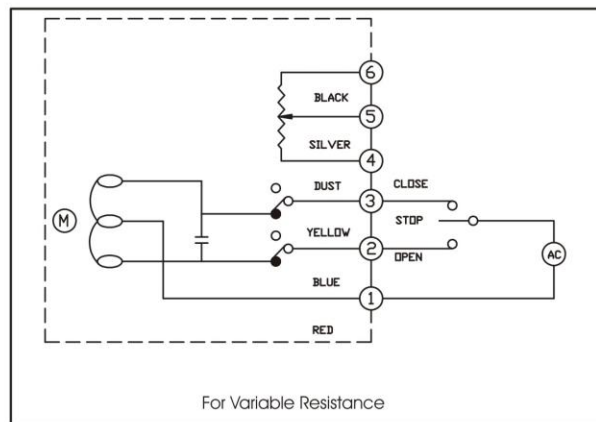 6
BLACK
5
SILVER
4
DUST
3
CLOSE
STOP
M
YELLOW
2
OPEN
AC
BLUE
1
RED
For Variable Resistance